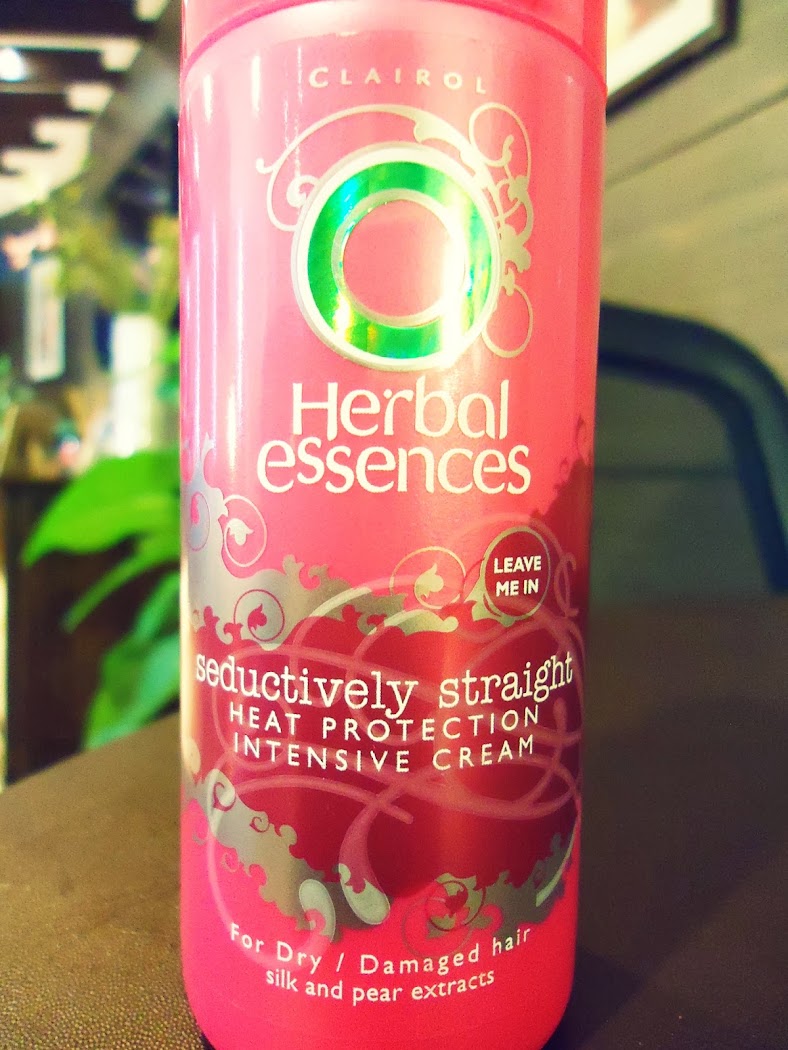 CLAIROL
Herbal
essences
LEAVE
ME IN
seductively straight
HEAT PROTECTION
INTENSIVE CREAM
For Dry / Damaged hair
silk and pear extracts